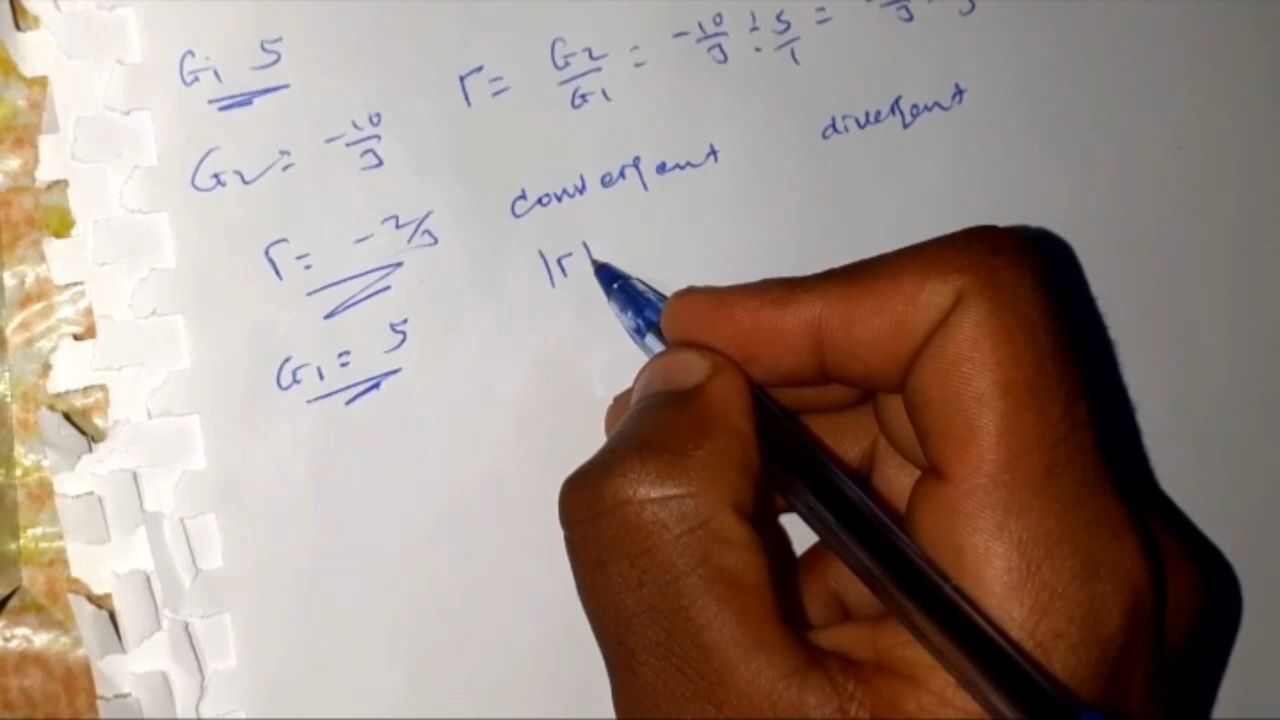 G1 5
r = G2/G1 = -10/3 ÷ 5/1 =
G2 = -10/3
convergent divergent
r = -2/3
|r|
G1 = 5